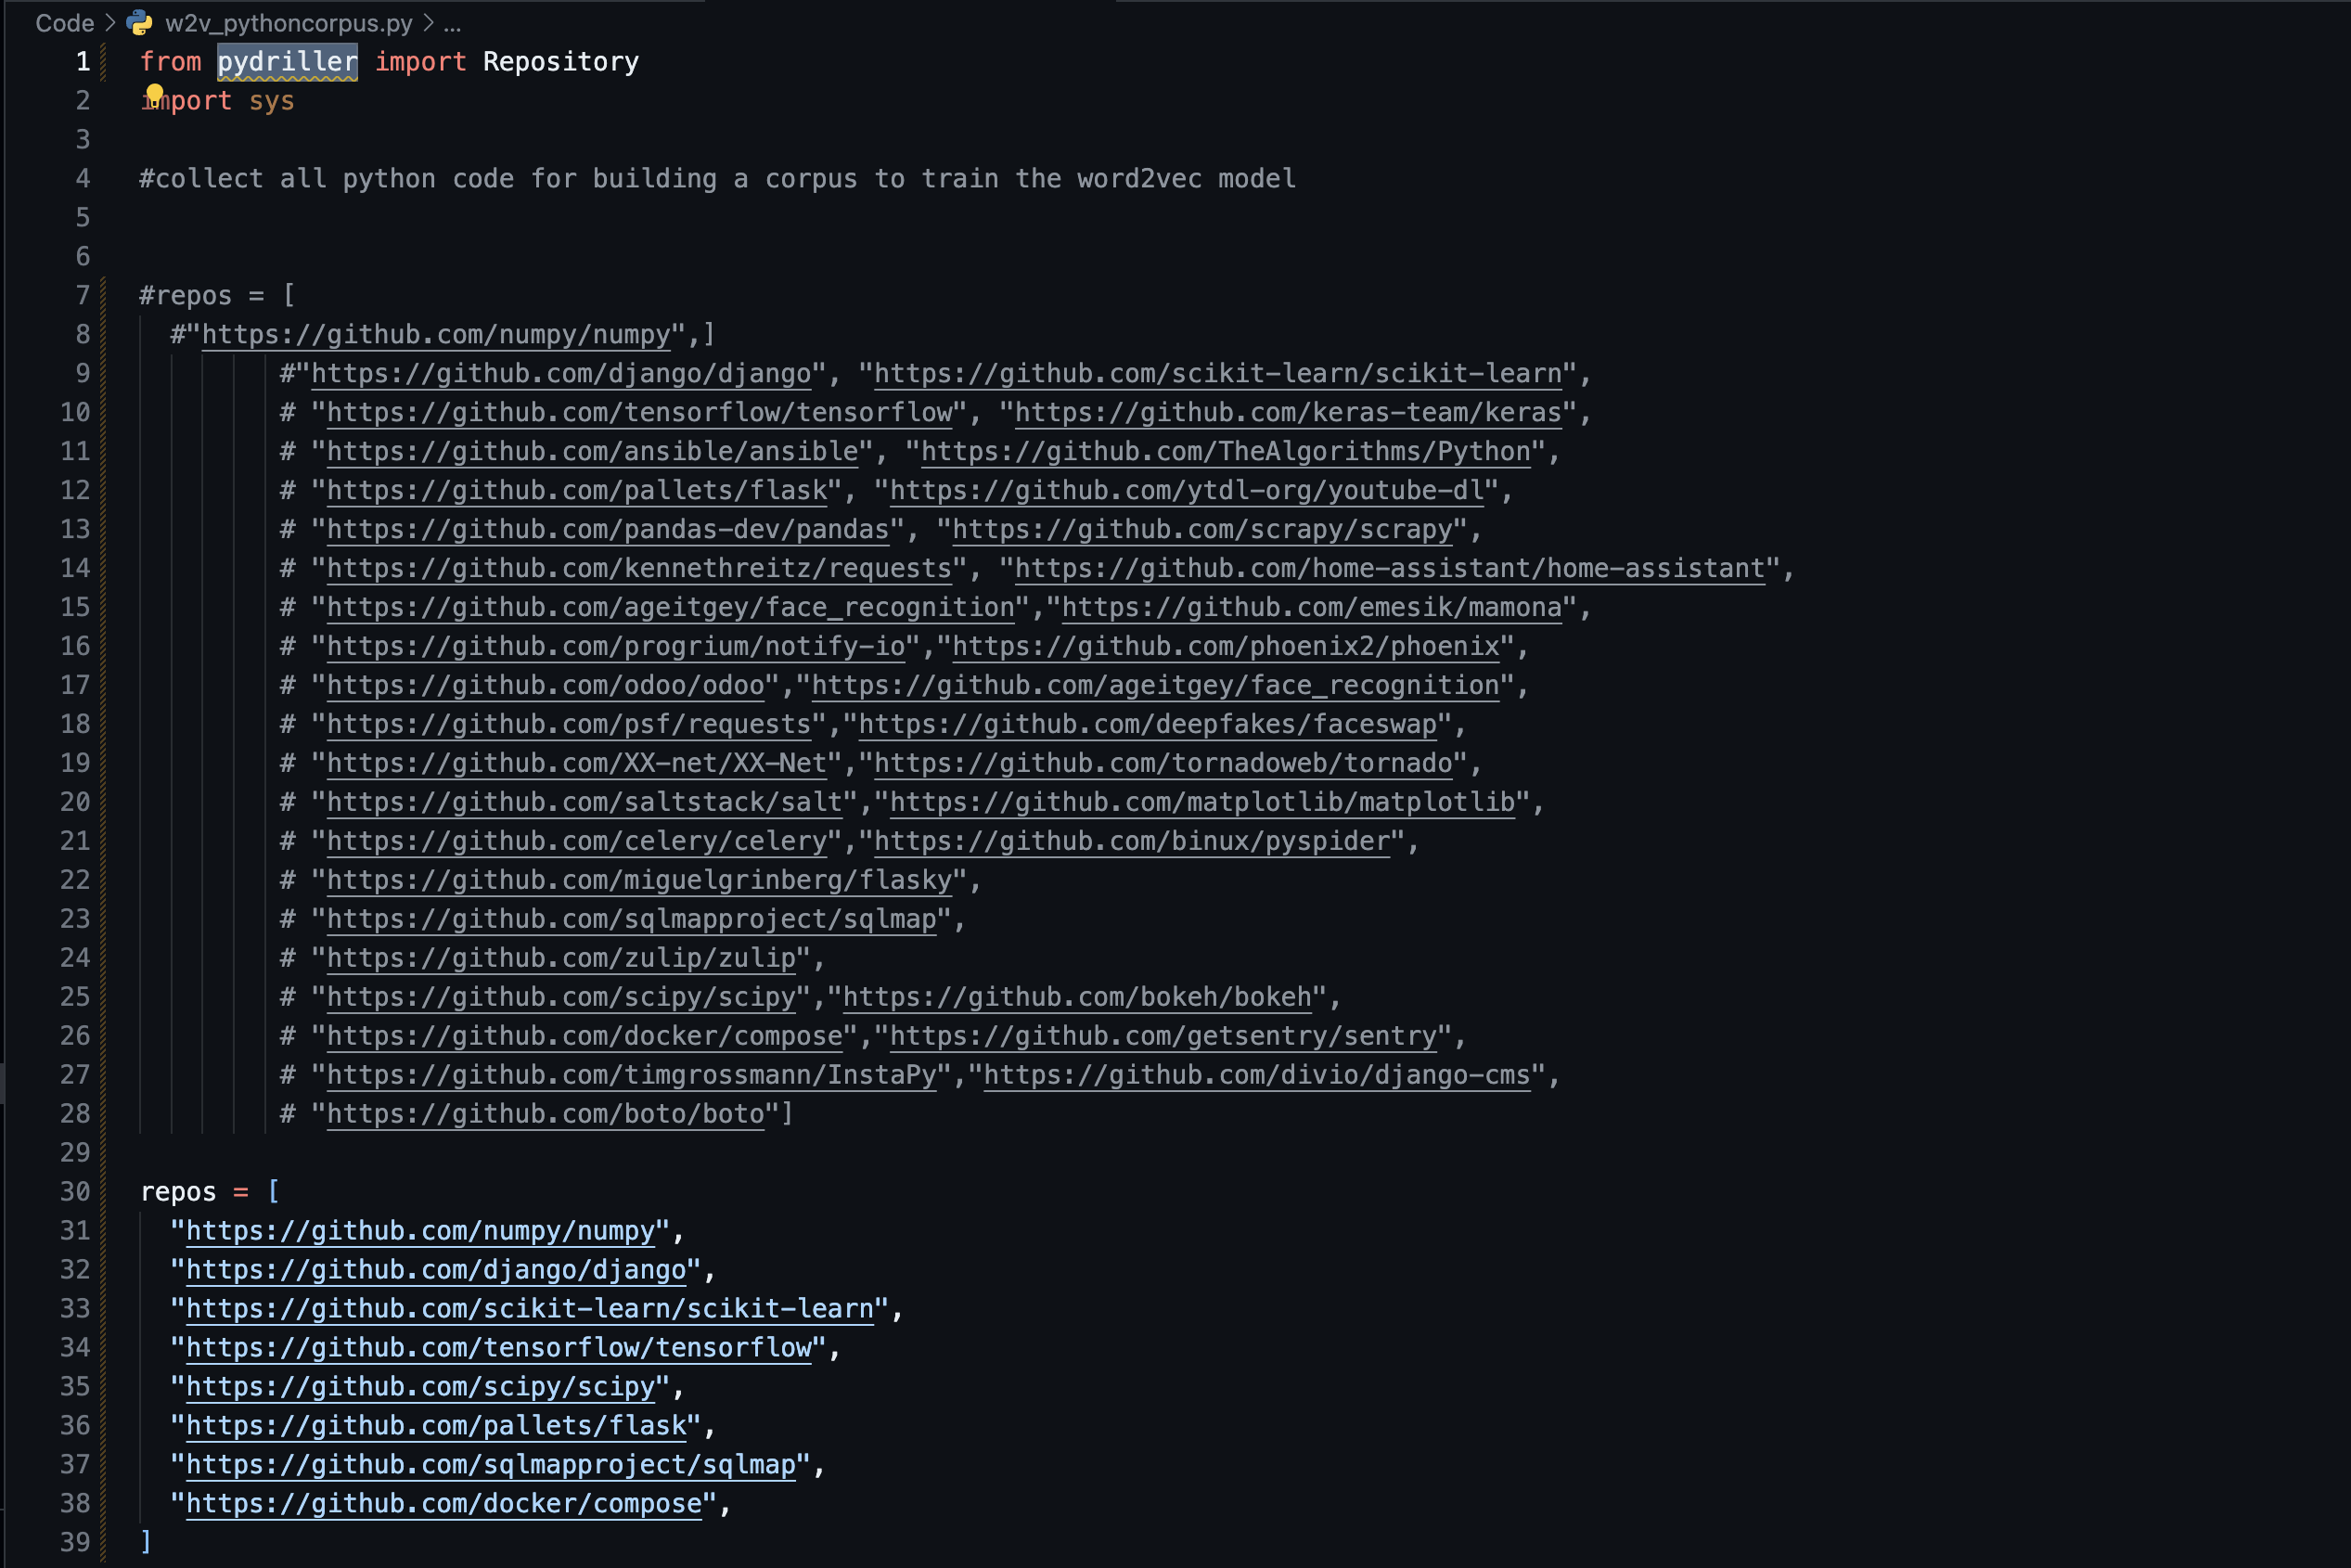 Code > w2v_pythoncorpus.py > ...
1 from pydriller import Repository
2 import sys
3
4 #collect all python code for building a corpus to train the word2vec model
5
6
7 #repos = [
8 #"https://github.com/numpy/numpy",]
9 #"https://github.com/django/django", "https://github.com/scikit-learn/scikit-learn",
10 # "https://github.com/tensorflow/tensorflow", "https://github.com/keras-team/keras",
11 # "https://github.com/ansible/ansible", "https://github.com/TheAlgorithms/Python",
12 # "https://github.com/pallets/flask", "https://github.com/ytdl-org/youtube-dl",
13 # "https://github.com/pandas-dev/pandas", "https://github.com/scrapy/scrapy",
14 # "https://github.com/kennethreitz/requests", "https://github.com/home-assistant/home-assistant",
15 # "https://github.com/ageitgey/face_recognition","https://github.com/emesik/mamona",
16 # "https://github.com/progrium/notify-io","https://github.com/phoenix2/phoenix",
17 # "https://github.com/odoo/odoo","https://github.com/ageitgey/face_recognition",
18 # "https://github.com/psf/requests","https://github.com/deepfakes/faceswap",
19 # "https://github.com/XX-net/XX-Net","https://github.com/tornadoweb/tornado",
20 # "https://github.com/saltstack/salt","https://github.com/matplotlib/matplotlib",
21 # "https://github.com/celery/celery","https://github.com/binux/pyspider",
22 # "https://github.com/miguelgrinberg/flasky",
23 # "https://github.com/sqlmapproject/sqlmap",
24 # "https://github.com/zulip/zulip",
25 # "https://github.com/scipy/scipy","https://github.com/bokeh/bokeh",
26 # "https://github.com/docker/compose","https://github.com/getsentry/sentry",
27 # "https://github.com/timgrossmann/InstaPy","https://github.com/divio/django-cms",
28 # "https://github.com/boto/boto"]
29
30 repos = [
31 "https://github.com/numpy/numpy",
32 "https://github.com/django/django",
33 "https://github.com/scikit-learn/scikit-learn",
34 "https://github.com/tensorflow/tensorflow",
35 "https://github.com/scipy/scipy",
36 "https://github.com/pallets/flask",
37 "https://github.com/sqlmapproject/sqlmap",
38 "https://github.com/docker/compose",
39 ]